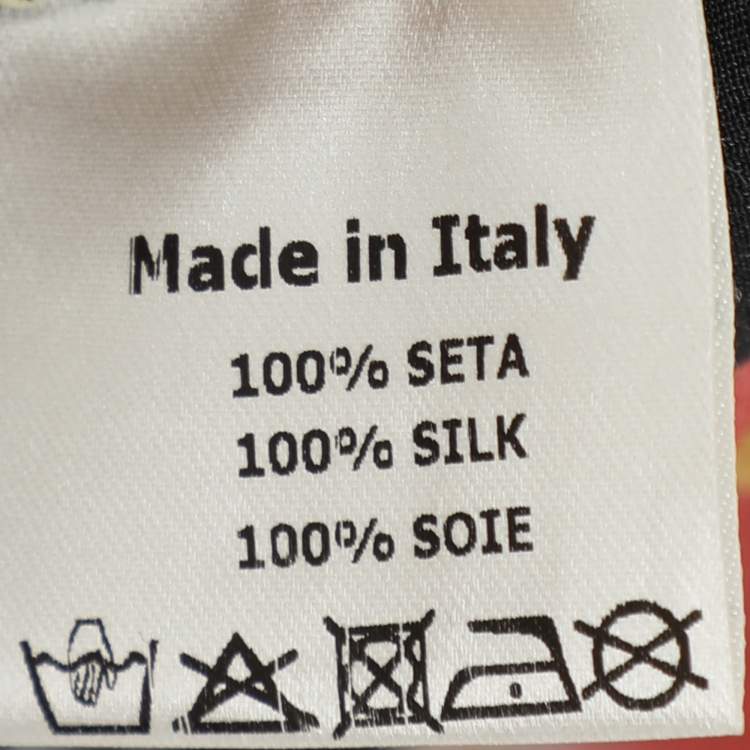 Made in Italy
100% SETA
100% SILK
100% SOIE